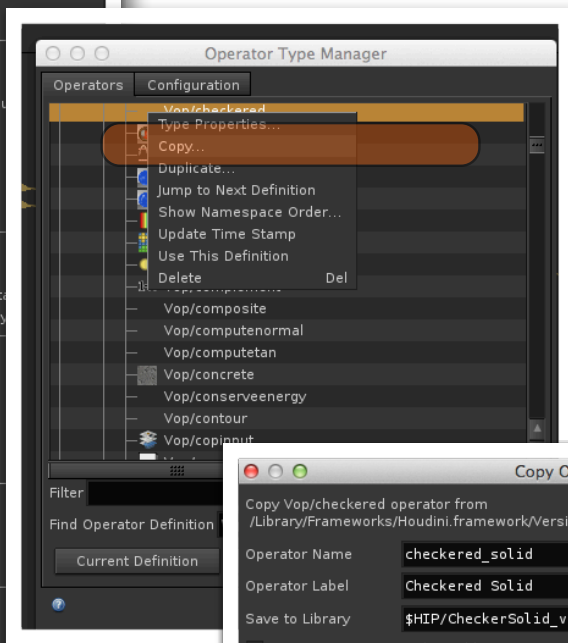 Operator Type Manager
Operators Configuration
Vop/checkered
Type Properties...
Copy...
Duplicate...
Jump to Next Definition
Show Namespace Order...
Update Time Stamp
Use This Definition
Delete Del
Vop/complement
Vop/composite
Vop/computenormal
Vop/computetan
Vop/concrete
Vop/conserveenergy
Vop/contour
Vop/copinput
Filter
Find Operator Definition
Current Definition
Copy O
Copy Vop/checkered operator from
/Library/Frameworks/Houdini.framework/Versi
Operator Name checkered_solid
Operator Label Checkered Solid
Save to Library $HIP/CheckerSolid_v